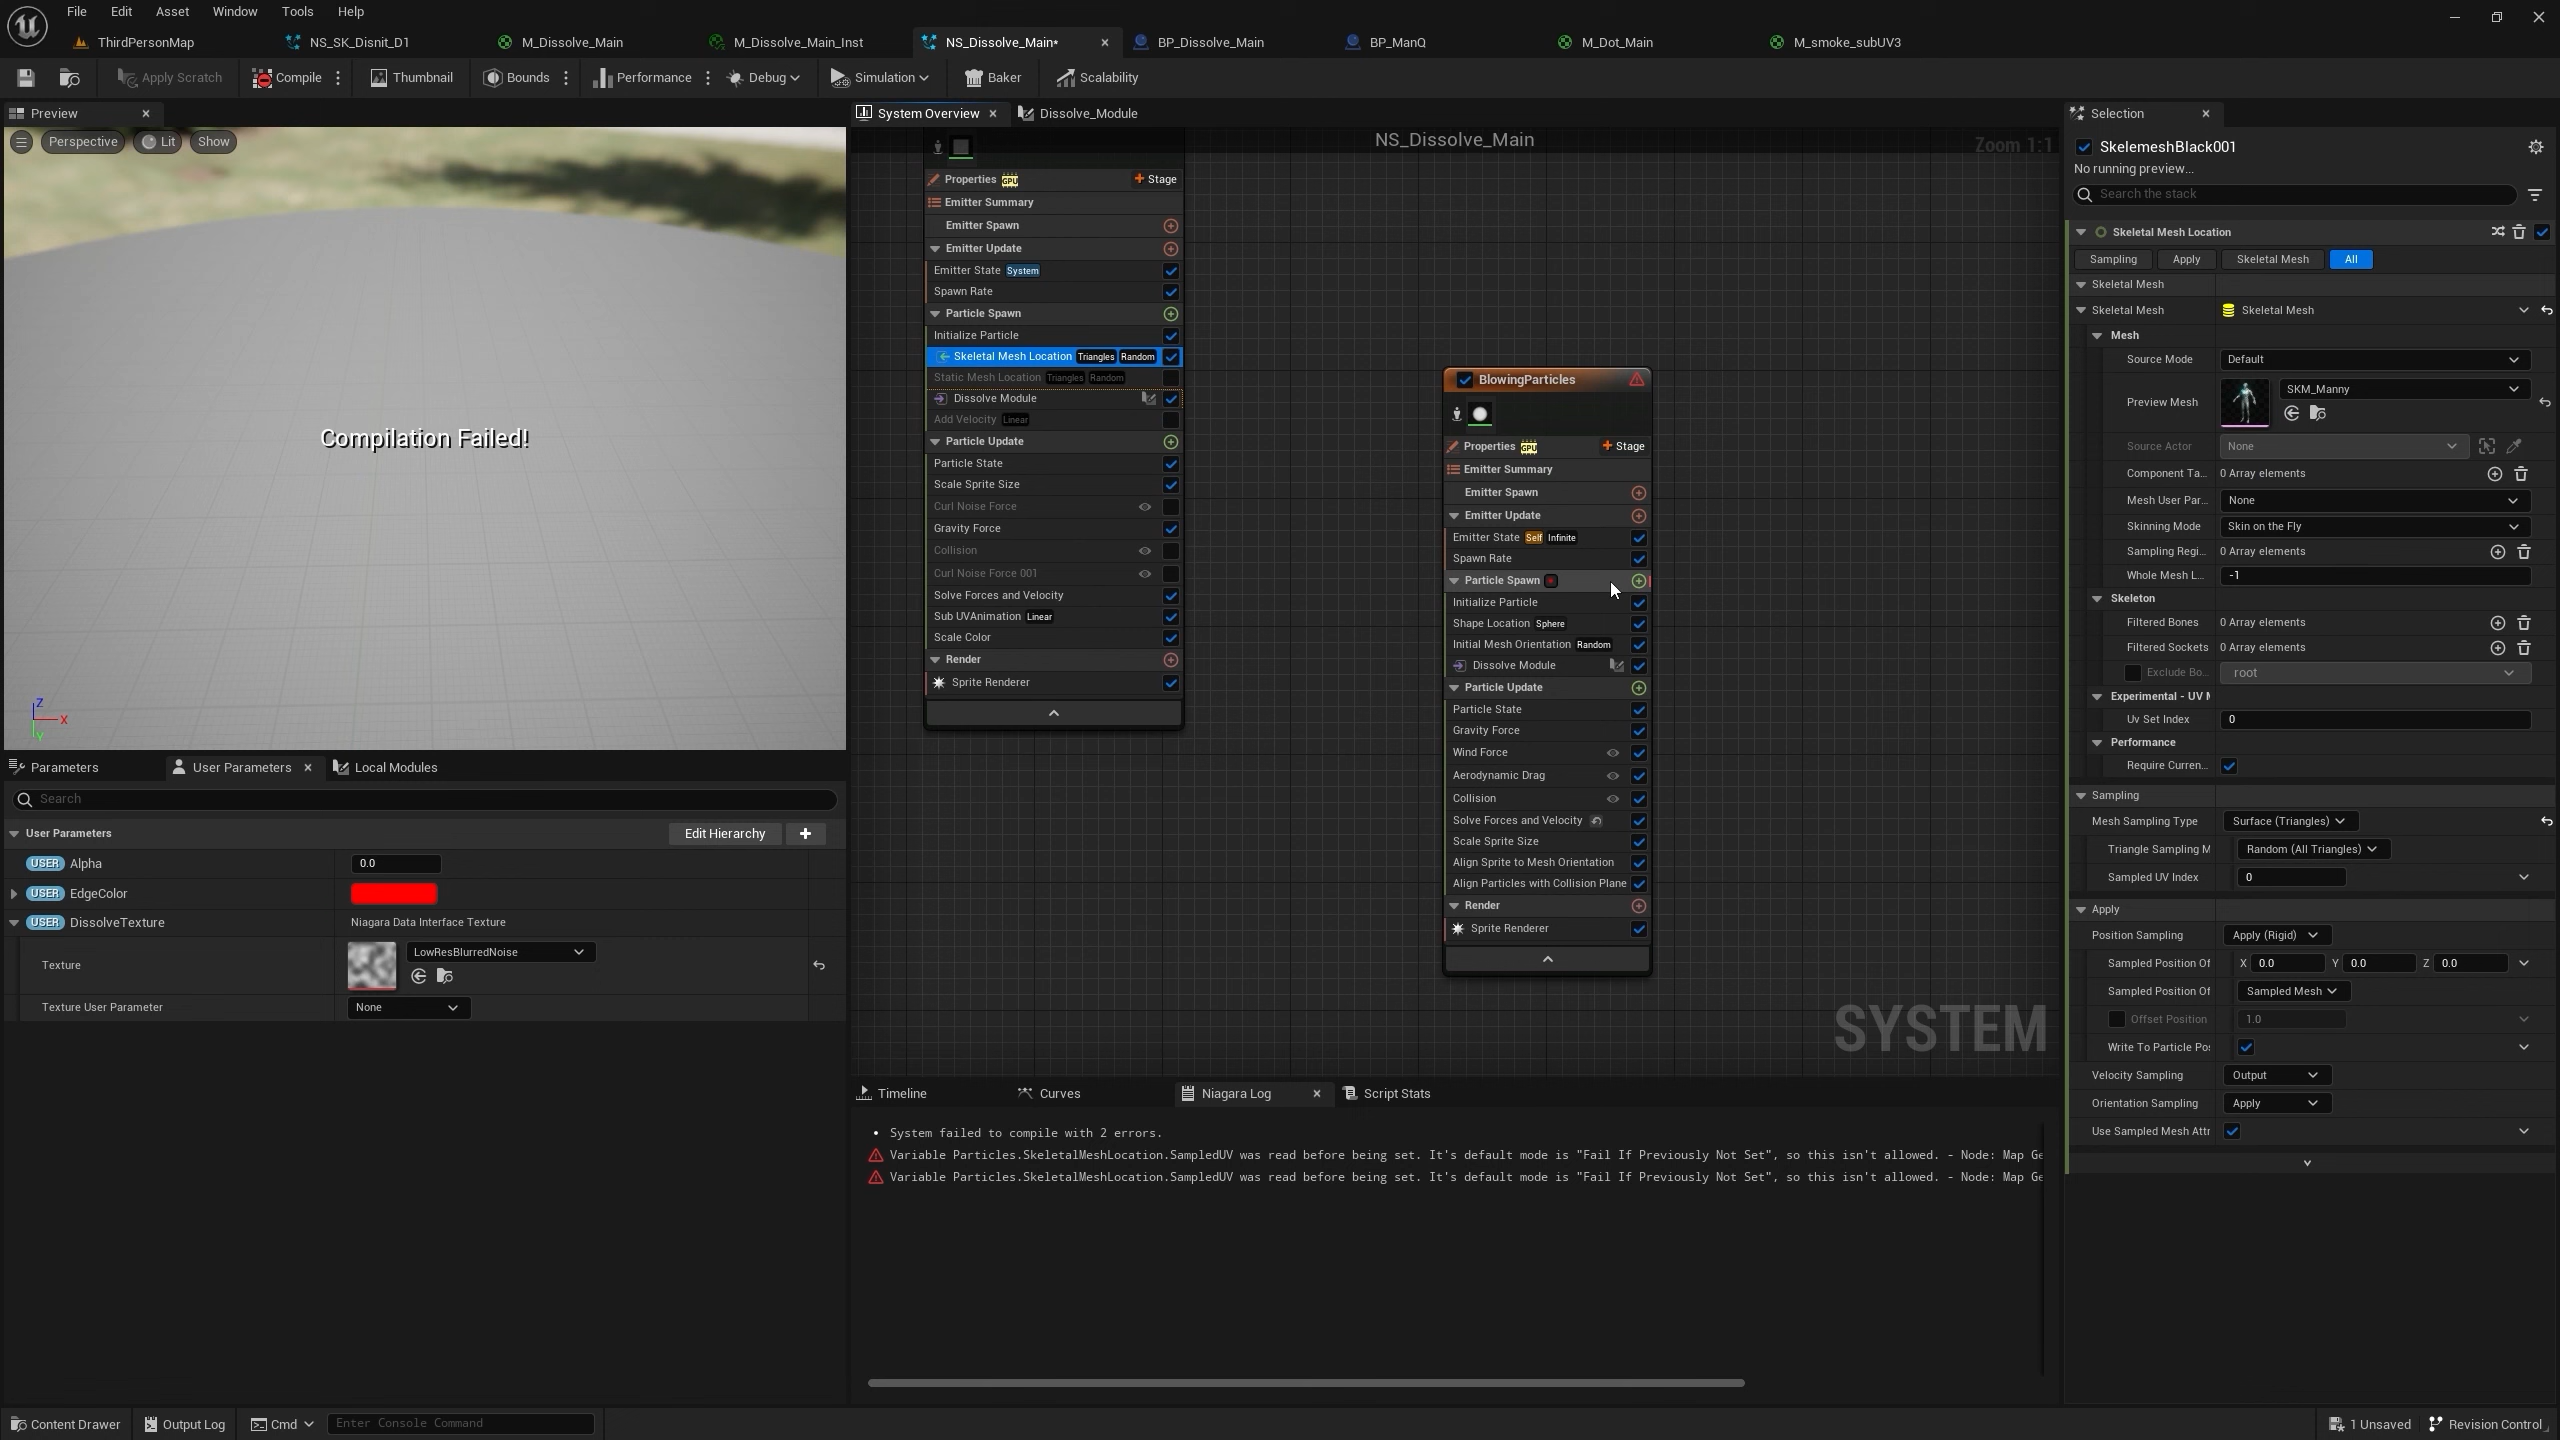 File Edit Asset Window Tools Help
ThirdPersonMap NS_SK_Disnit_D1 M_Dissolve_Main M_Dissolve_Main_Inst NS_Dissolve_Main* BP_Dissolve_Main BP_ManQ M_Dot_Main M_smoke_subUV3
Apply Scratch Compile Thumbnail Bounds Performance Debug Simulation Baker Scalability
Preview
Perspective Lit Show
Compilation Failed!
Z
X
Y
Parameters User Parameters Local Modules
Search
User Parameters Edit Hierarchy
USER Alpha 0.0
USER EdgeColor
USER DissolveTexture Niagara Data Interface Texture
Texture LowResBlurredNoise
Texture User Parameter None
System Overview Dissolve_Module
NS_Dissolve_Main
Zoom 1:1
Properties GPU Stage
Emitter Summary
Emitter Spawn
Emitter Update
Emitter State System
Spawn Rate
Particle Spawn
Initialize Particle
Skeletal Mesh Location Triangles Random
Static Mesh Location Triangles Random
Dissolve Module
Add Velocity Linear
Particle Update
Particle State
Scale Sprite Size
Curl Noise Force
Gravity Force
Collision
Curl Noise Force 001
Solve Forces and Velocity
Sub UVAnimation Linear
Scale Color
Render
Sprite Renderer
BlowingParticles
Properties GPU Stage
Emitter Summary
Emitter Spawn
Emitter Update
Emitter State Self Infinite
Spawn Rate
Particle Spawn
Initialize Particle
Shape Location Sphere
Initial Mesh Orientation Random
Dissolve Module
Particle Update
Particle State
Gravity Force
Wind Force
Aerodynamic Drag
Collision
Solve Forces and Velocity
Scale Sprite Size
Align Sprite to Mesh Orientation
Align Particles with Collision Plane
Render
Sprite Renderer
SYSTEM
Timeline Curves Niagara Log Script Stats
System failed to compile with 2 errors.
Variable Particles.SkeletalMeshLocation.SampledUV was read before being set. It's default mode is "Fail If Previously Not Set", so this isn't allowed. - Node: Map Ge
Variable Particles.SkeletalMeshLocation.SampledUV was read before being set. It's default mode is "Fail If Previously Not Set", so this isn't allowed. - Node: Map Ge
Selection
SkelemeshBlack001
No running preview...
Search the stack
Skeletal Mesh Location
Sampling Apply Skeletal Mesh All
Skeletal Mesh
Skeletal Mesh Skeletal Mesh
Mesh
Source Mode Default
Preview Mesh SKM_Manny
Source Actor None
Component Ta... 0 Array elements
Mesh User Par... None
Skinning Mode Skin on the Fly
Sampling Regi... 0 Array elements
Whole Mesh L... -1
Skeleton
Filtered Bones 0 Array elements
Filtered Sockets 0 Array elements
Exclude Bo... root
Experimental - UV M
Uv Set Index 0
Performance
Require Curren...
Sampling
Mesh Sampling Type Surface (Triangles)
Triangle Sampling M Random (All Triangles)
Sampled UV Index 0
Apply
Position Sampling Apply (Rigid)
Sampled Position Of X 0.0 Y 0.0 Z 0.0
Sampled Position Of Sampled Mesh
Offset Position 1.0
Write To Particle Pos
Velocity Sampling Output
Orientation Sampling Apply
Use Sampled Mesh Attr
Content Drawer Output Log Cmd Enter Console Command 1 Unsaved Revision Control